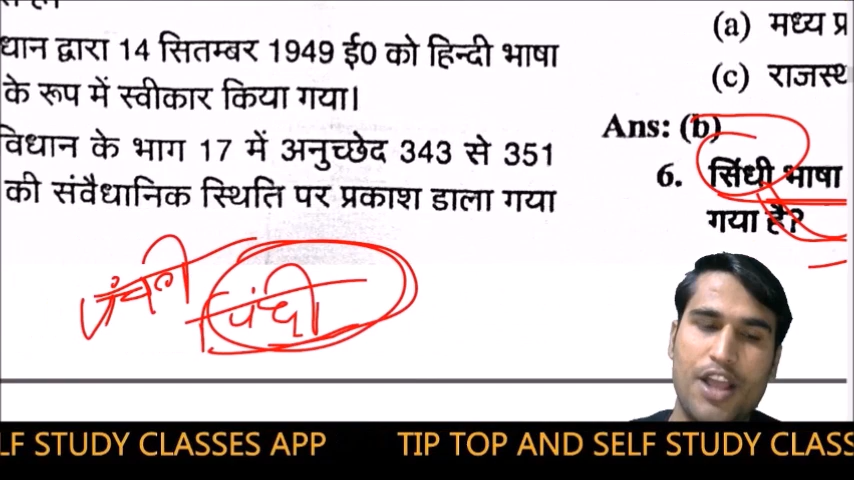 धान द्वारा 14 सितम्बर 1949 ई0 को हिन्दी भाषा
के रूप में स्वीकार किया गया।
विधान के भाग 17 में अनुच्छेद 343 से 351
की संवैधानिक स्थिति पर प्रकाश डाला गया
(a) मध्य प्र
(c) राजस्थ
Ans: (b)
6. सिंधी भाषा
गया है?
LF STUDY CLASSES APP TIP TOP AND SELF STUDY CLASS